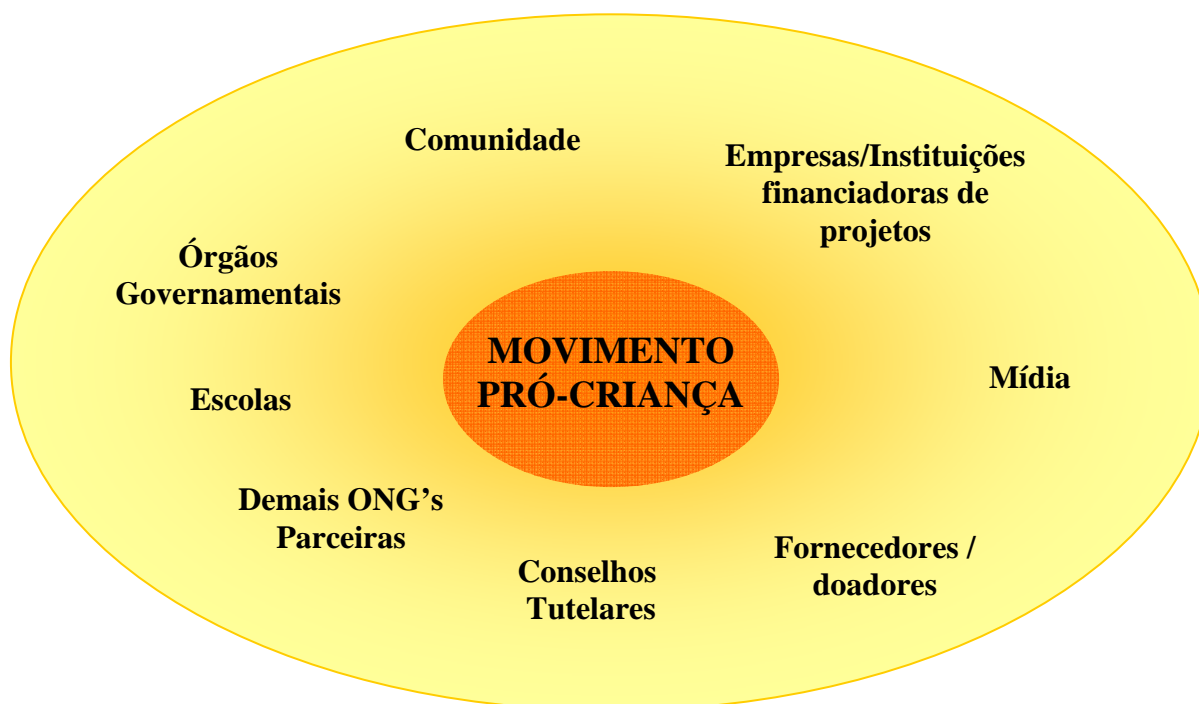 Comunidade
Empresas/Instituições
financiadoras de
projetos
Órgãos
Governamentais
MOVIMENTO
PRÓ-CRIANÇA
Mídia
Escolas
Demais ONG’s
Parceiras
Fornecedores /
doadores
Conselhos
Tutelares